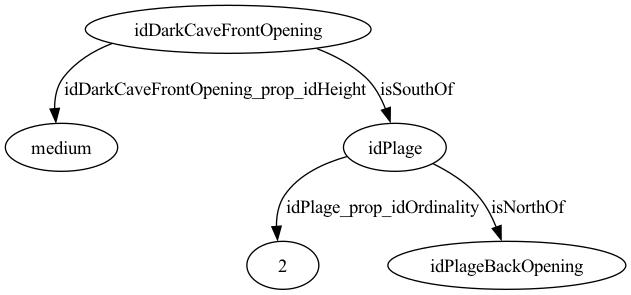 idDarkCaveFrontOpening
idDarkCaveFrontOpening_prop_idHeight
isSouthOf
medium
idPlage
idPlage_prop_idOrdinality
isNorthOf
2
idPlageBackOpening